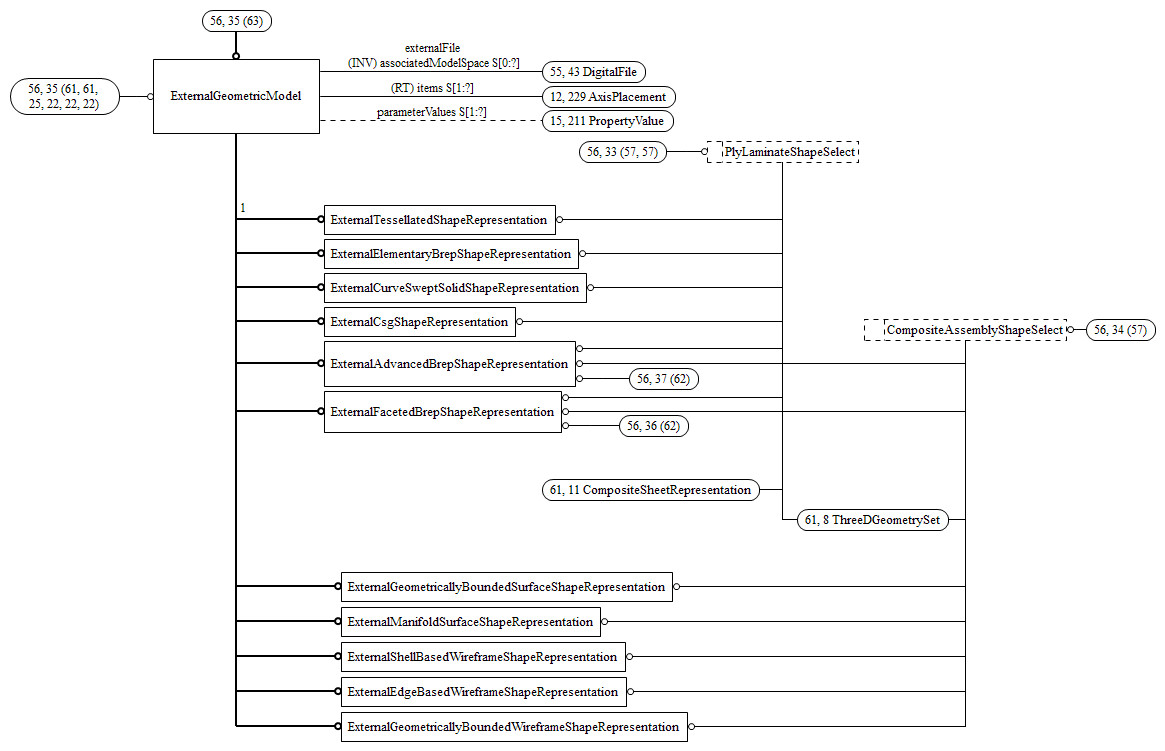 56, 35 (63)
externalFile
(INV) associatedModelSpace S[0:?]
55, 43 DigitalFile
56, 35 (61, 61,
25, 22, 22, 22)
ExternalGeometricModel
(RT) items S[1:?]
12, 229 AxisPlacement
parameterValues S[1:?]
15, 211 PropertyValue
56, 33 (57, 57)
PlyLaminateShapeSelect
1
ExternalTessellatedShapeRepresentation
ExternalElementaryBrepShapeRepresentation
ExternalCurveSweptSolidShapeRepresentation
ExternalCsgShapeRepresentation
CompositeAssemblyShapeSelect
56, 34 (57)
ExternalAdvancedBrepShapeRepresentation
56, 37 (62)
ExternalFacetedBrepShapeRepresentation
56, 36 (62)
61, 11 CompositeSheetRepresentation
61, 8 ThreeDGeometrySet
ExternalGeometricallyBoundedSurfaceShapeRepresentation
ExternalManifoldSurfaceShapeRepresentation
ExternalShellBasedWireframeShapeRepresentation
ExternalEdgeBasedWireframeShapeRepresentation
ExternalGeometricallyBoundedWireframeShapeRepresentation